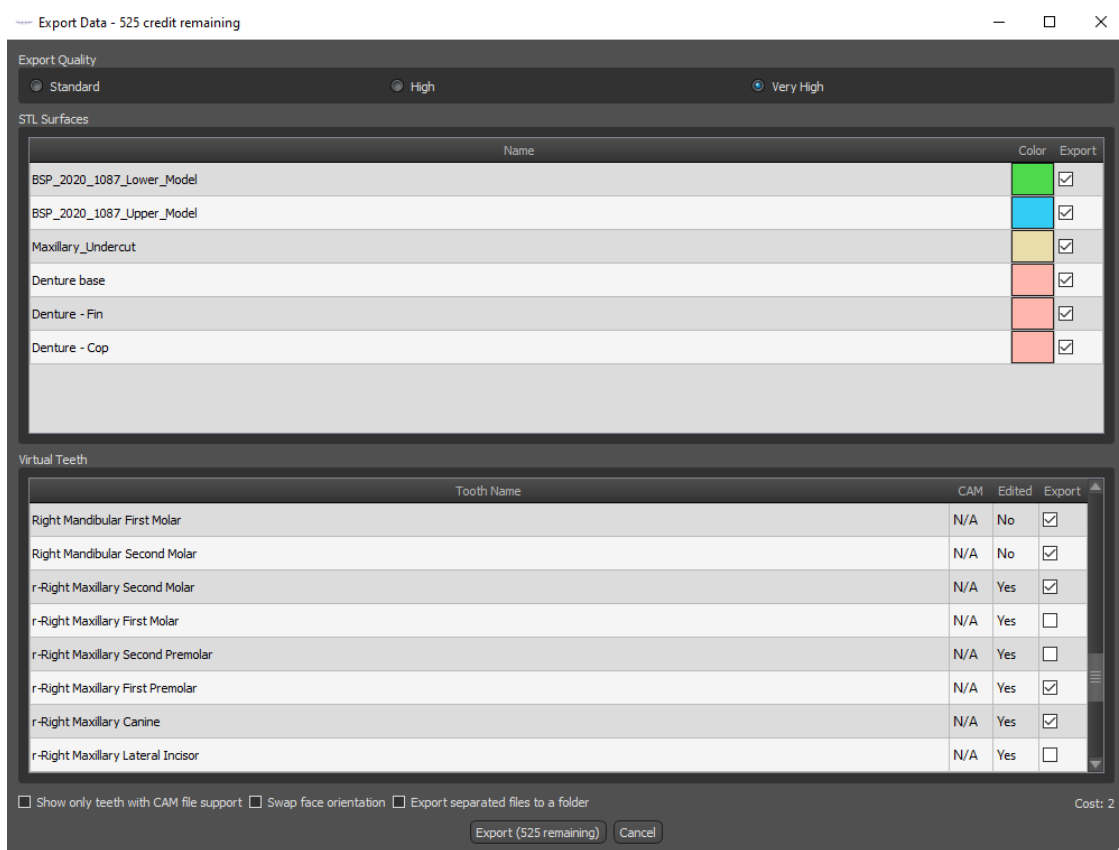 Export Data - 525 credit remaining
Export Quality
Standard High Very High
STL Surfaces
Name Color Export
BSP_2020_1087_Lower_Model
BSP_2020_1087_Upper_Model
Maxillary_Undercut
Denture base
Denture - Fin
Denture - Cop
Virtual Teeth
Tooth Name CAM Edited Export
Right Mandibular First Molar N/A No
Right Mandibular Second Molar N/A No
r-Right Maxillary Second Molar N/A Yes
r-Right Maxillary First Molar N/A Yes
r-Right Maxillary Second Premolar N/A Yes
r-Right Maxillary First Premolar N/A Yes
r-Right Maxillary Canine N/A Yes
r-Right Maxillary Lateral Incisor N/A Yes
Show only teeth with CAM file support Swap face orientation Export separated files to a folder Cost: 2
Export (525 remaining) Cancel